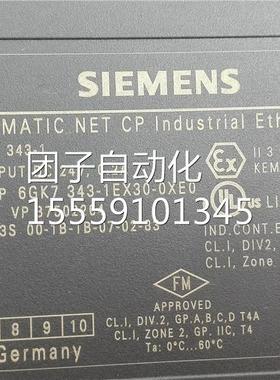 SIEMENS
MATIC NET CP Industrial Eth
343-1
II 3
KEM
P 6GK7 343-1EX30-0XE0
团子自动化
15559101345
IND.CONT.E
CL.I, DIV.2
CL.I, Zone
FM
APPROVED
CL.I, DIV.2, GP.A,B,C,D T4A
CL.I, ZONE 2, GP. IIC, T4
Ta: 0°C...60°C
8 9 10
Germany